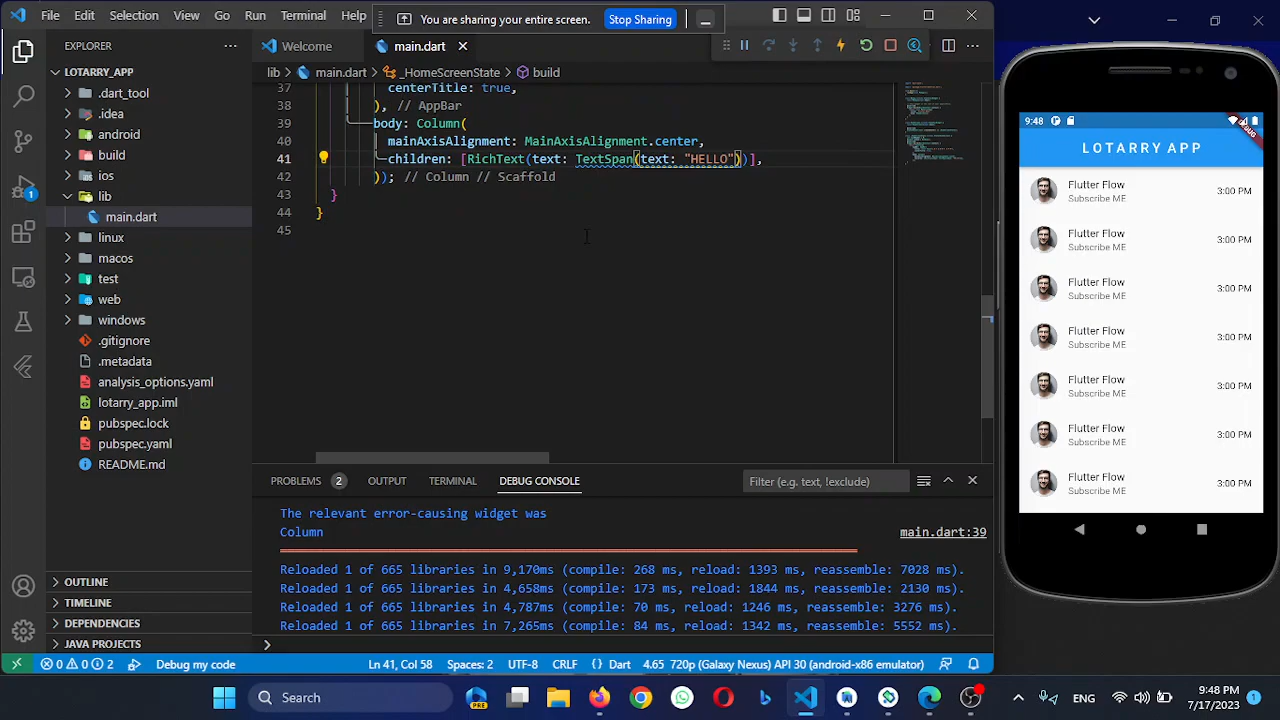 File Edit Selection View Go Run Terminal Help
You are sharing your entire screen. Stop Sharing
EXPLORER
LOTARRY_APP
.dart_tool
.idea
android
build
ios
lib
main.dart
linux
macos
test
web
windows
.gitignore
.metadata
analysis_options.yaml
lotarry_app.iml
pubspec.lock
pubspec.yaml
README.md
OUTLINE
TIMELINE
DEPENDENCIES
JAVA PROJECTS
1
Welcome main.dart
lib > main.dart > _HomeScreenState > build
37 centerTitle: true,
38 ), // AppBar
39 body: Column(
40 mainAxisAlignment: MainAxisAlignment.center,
41 children: [RichText(text: TextSpan(text: "HELLO"))],
42 )); // Column // Scaffold
43 }
44 }
45
PROBLEMS 2 OUTPUT TERMINAL DEBUG CONSOLE Filter (e.g. text, !exclude)
The relevant error-causing widget was
Column main.dart:39
Reloaded 1 of 665 libraries in 9,170ms (compile: 268 ms, reload: 1393 ms, reassemble: 7028 ms).
Reloaded 1 of 665 libraries in 4,658ms (compile: 173 ms, reload: 1844 ms, reassemble: 2130 ms).
Reloaded 1 of 665 libraries in 4,787ms (compile: 70 ms, reload: 1246 ms, reassemble: 3276 ms).
Reloaded 1 of 665 libraries in 7,265ms (compile: 84 ms, reload: 1342 ms, reassemble: 5552 ms).
0 0 2 Debug my code Ln 41, Col 58 Spaces: 2 UTF-8 CRLF {} Dart 4.65 720p (Galaxy Nexus) API 30 (android-x86 emulator)
9:48
LOTARRY APP
Flutter Flow
Subscribe ME 3:00 PM
Flutter Flow
Subscribe ME 3:00 PM
Flutter Flow
Subscribe ME 3:00 PM
Flutter Flow
Subscribe ME 3:00 PM
Flutter Flow
Subscribe ME 3:00 PM
Flutter Flow
Subscribe ME 3:00 PM
Flutter Flow
Subscribe ME 3:00 PM
Search
PRE
ENG
9:48 PM
7/17/2023
1